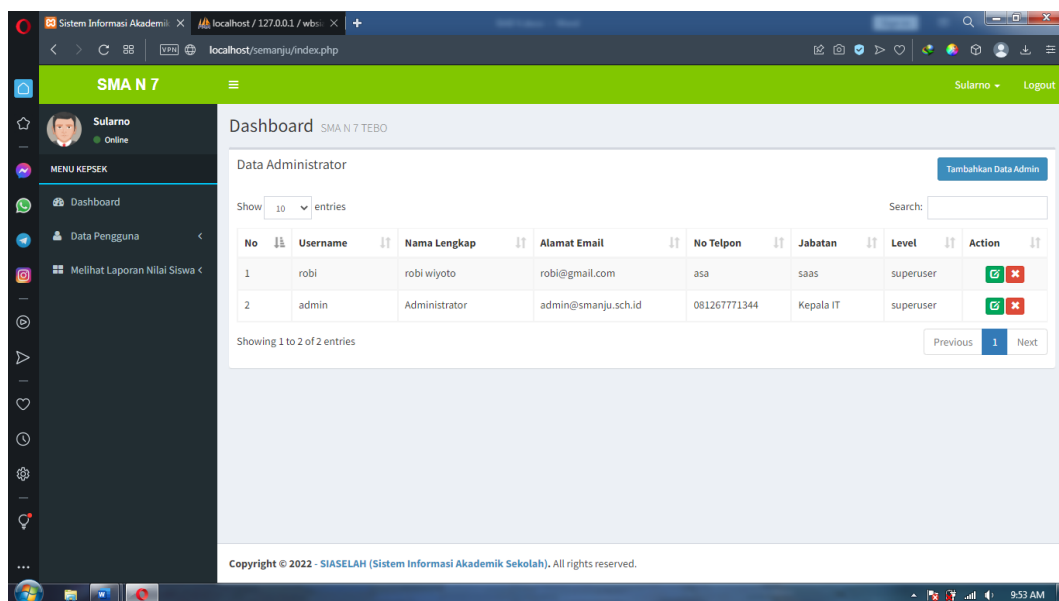 Sistem Informasi Akademik
localhost / 127.0.0.1 / wbsi
VPN
localhost/semanju/index.php
SMA N 7
Sularno
Logout
Sularno
Online
Dashboard SMA N 7 TEBO
MENU KEPSEK
Dashboard
Data Pengguna
Melihat Laporan Nilai Siswa
Data Administrator
Tambahkan Data Admin
Show 10 entries
Search:
No Username Nama Lengkap Alamat Email No Telpon Jabatan Level Action
1 robi robi wiyoto robi@gmail.com asa saas superuser
2 admin Administrator admin@smanju.sch.id 081267771344 Kepala IT superuser
Showing 1 to 2 of 2 entries
Previous 1 Next
Copyright © 2022 - SIASELAH (Sistem Informasi Akademik Sekolah). All rights reserved.
9:53 AM